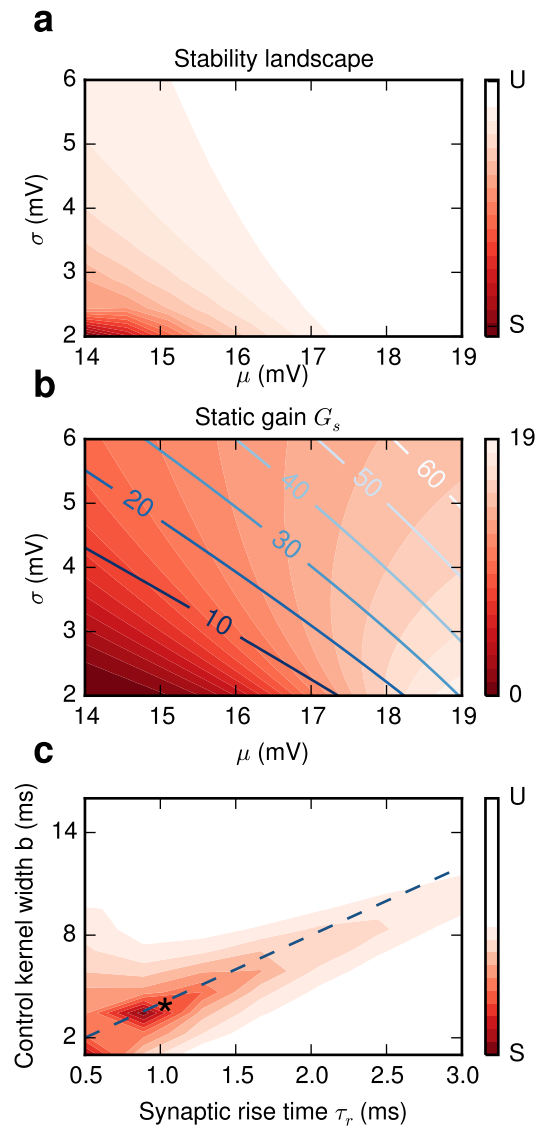 a
Stability landscape
6
5
4
3
2
σ (mV)
14 15 16 17 18 19
μ (mV)
U
S
b
Static gain Gₛ
6
5
4
3
2
σ (mV)
10
20
30
40
50
60
14 15 16 17 18 19
μ (mV)
19
0
c
14
8
2
Control kernel width b (ms)
*
0.5 1.0 1.5 2.0 2.5 3.0
Synaptic rise time τᵣ (ms)
U
S